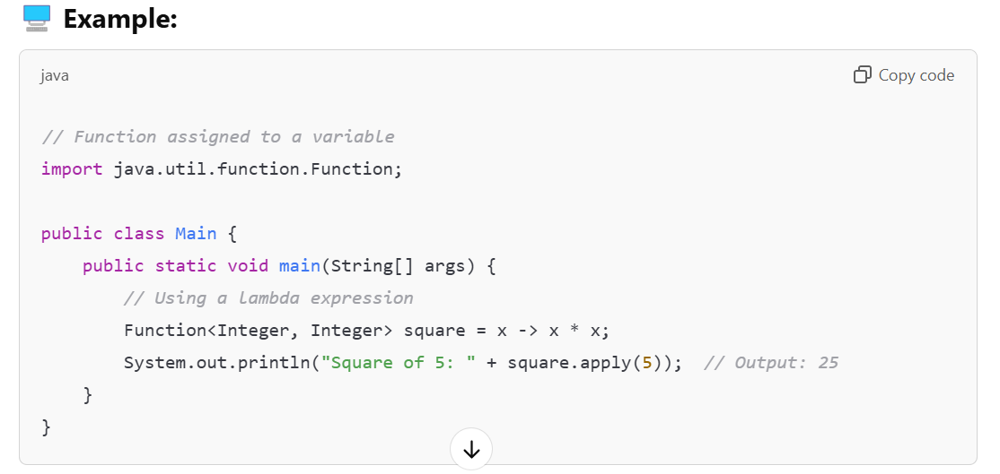 Example:
java
Copy code
// Function assigned to a variable
import java.util.function.Function;
public class Main {
    public static void main(String[] args) {
        // Using a lambda expression
        Function<Integer, Integer> square = x -> x * x;
        System.out.println("Square of 5: " + square.apply(5));  // Output: 25
    }
}